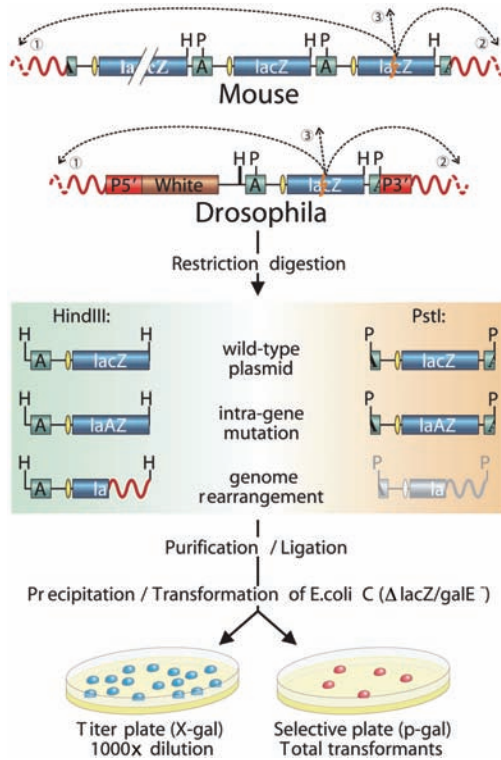 ③
① ②
H P H P H
lacZ A lacZ A lacZ
Mouse
③
① H P H P ②
P5' White A lacZ P3'
Drosophila
Restriction digestion
HindIII: PstI:
H H P P
A lacZ wild-type lacZ
plasmid
H H P P
A laAZ intra-gene laAZ
mutation
H H P P
A la genome la
rearrangement
Purification / Ligation
Precipitation / Transformation of E.coli C (Δ lacZ/galE⁻)
Titer plate (X-gal) Selective plate (p-gal)
1000x dilution Total transformants